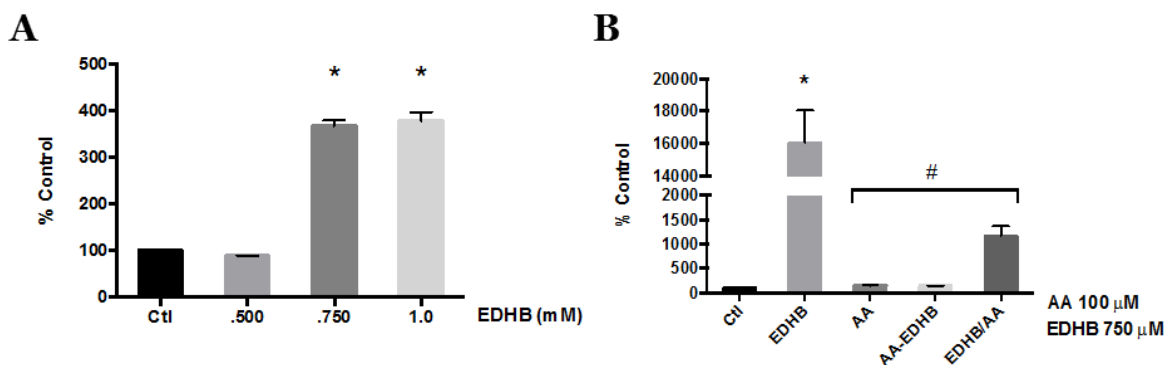 A
% Control
500
400
300
200
100
0
*
*
Ctl
.500
.750
1.0
EDHB (mM)
B
% Control
20000
18000
16000
14000
2000
1500
1000
500
0
*
#
Ctl
EDHB
AA
AA-EDHB
EDHB/AA
AA 100 μM
EDHB 750 μM